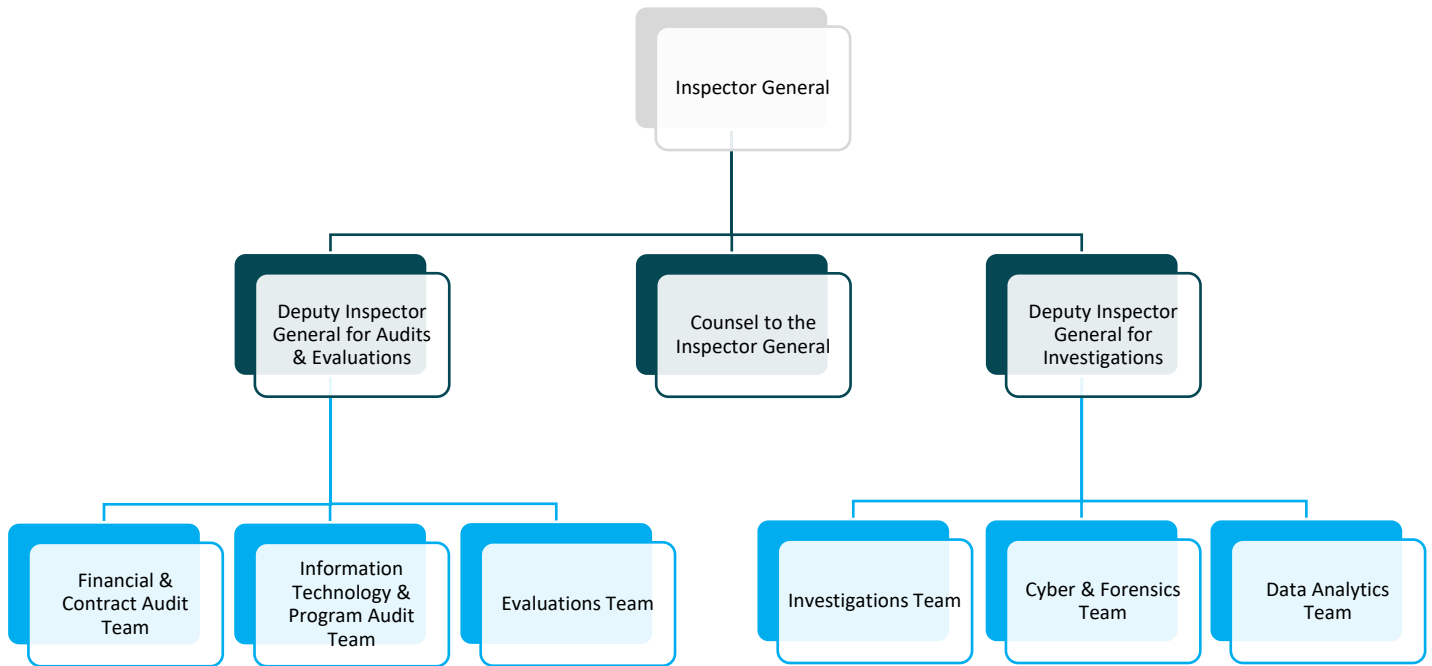 Inspector General
Deputy Inspector
General for Audits
& Evaluations
Counsel to the
Inspector General
Deputy Inspector
General for
Investigations
Financial &
Contract Audit
Team
Information
Technology &
Program Audit
Team
Evaluations Team
Investigations Team
Cyber & Forensics
Team
Data Analytics
Team